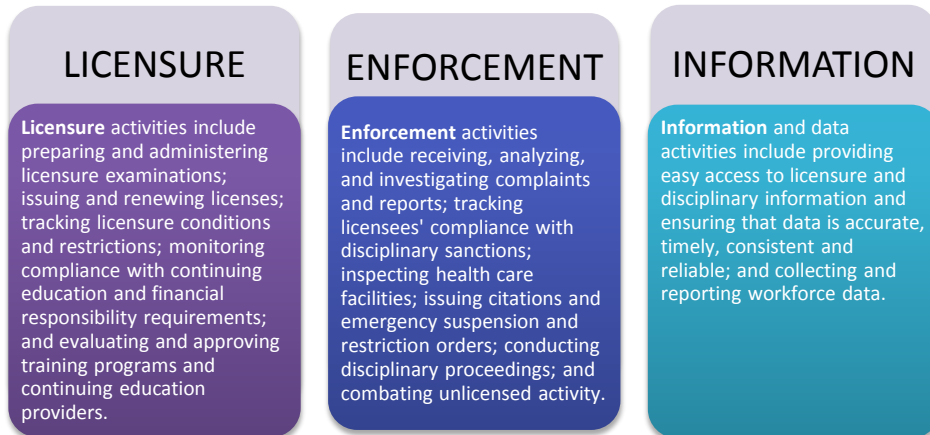 LICENSURE
Licensure activities include
preparing and administering
licensure examinations;
issuing and renewing licenses;
tracking licensure conditions
and restrictions; monitoring
compliance with continuing
education and financial
responsibility requirements;
and evaluating and approving
training programs and
continuing education
providers.
ENFORCEMENT
Enforcement activities
include receiving, analyzing,
and investigating complaints
and reports; tracking
licensees' compliance with
disciplinary sanctions;
inspecting health care
facilities; issuing citations and
emergency suspension and
restriction orders; conducting
disciplinary proceedings; and
combating unlicensed activity.
INFORMATION
Information and data
activities include providing
easy access to licensure and
disciplinary information and
ensuring that data is accurate,
timely, consistent and
reliable; and collecting and
reporting workforce data.